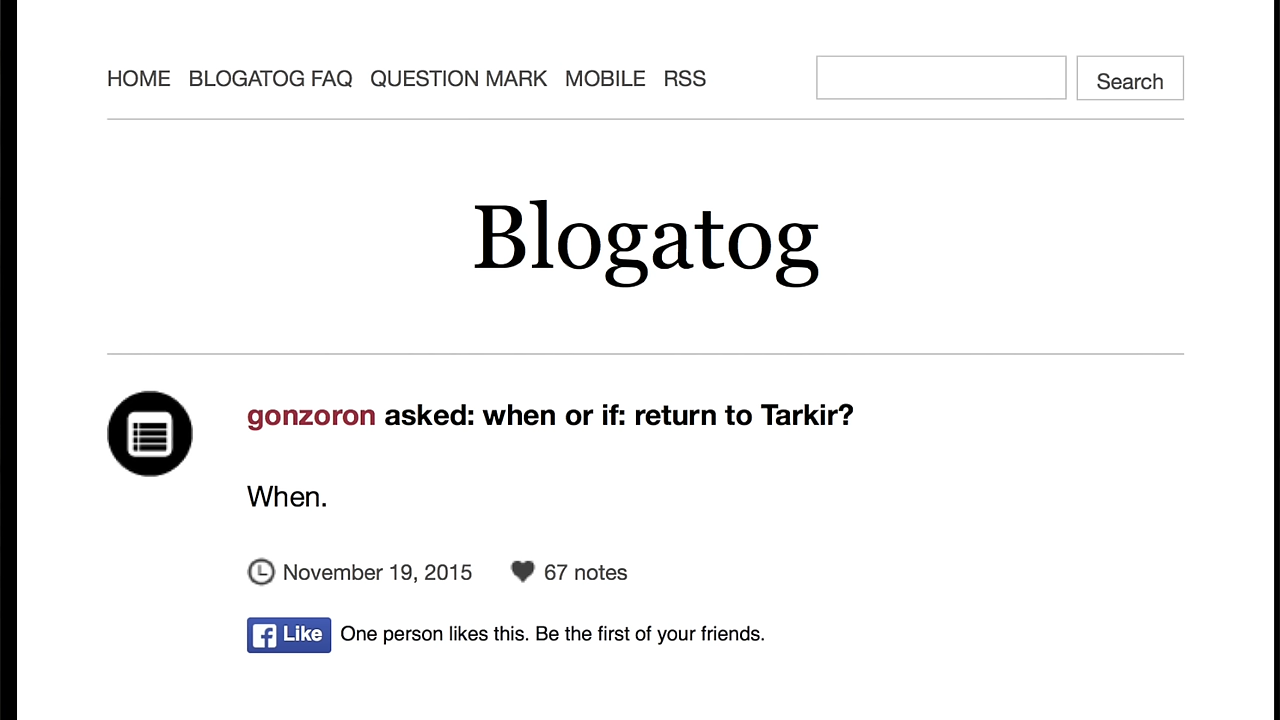 HOME BLOGATOG FAQ QUESTION MARK MOBILE RSS Search
Blogatog
gonzoron asked: when or if: return to Tarkir?
When.
November 19, 2015 67 notes
Like One person likes this. Be the first of your friends.